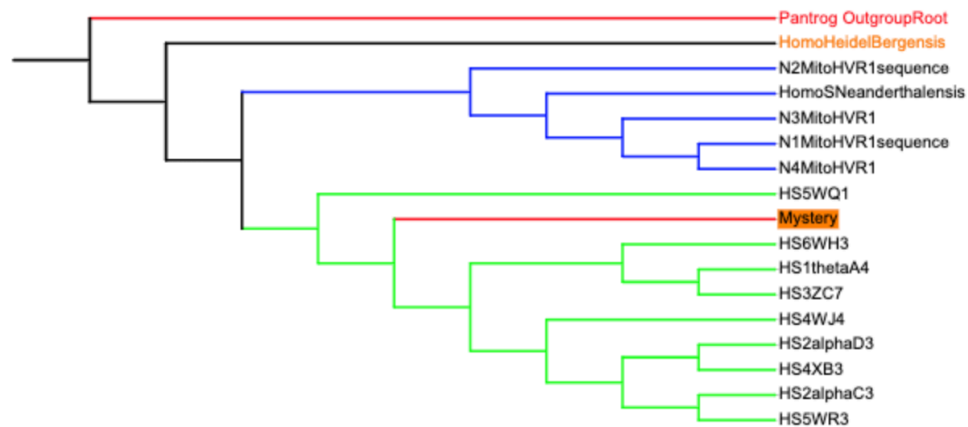 Pantrog OutgroupRoot
HomoHeidelBergensis
N2MitoHVR1sequence
HomoSNeanderthalensis
N3MitoHVR1
N1MitoHVR1sequence
N4MitoHVR1
HS5WQ1
Mystery
HS6WH3
HS1thetaA4
HS3ZC7
HS4WJ4
HS2alphaD3
HS4XB3
HS2alphaC3
HS5WR3